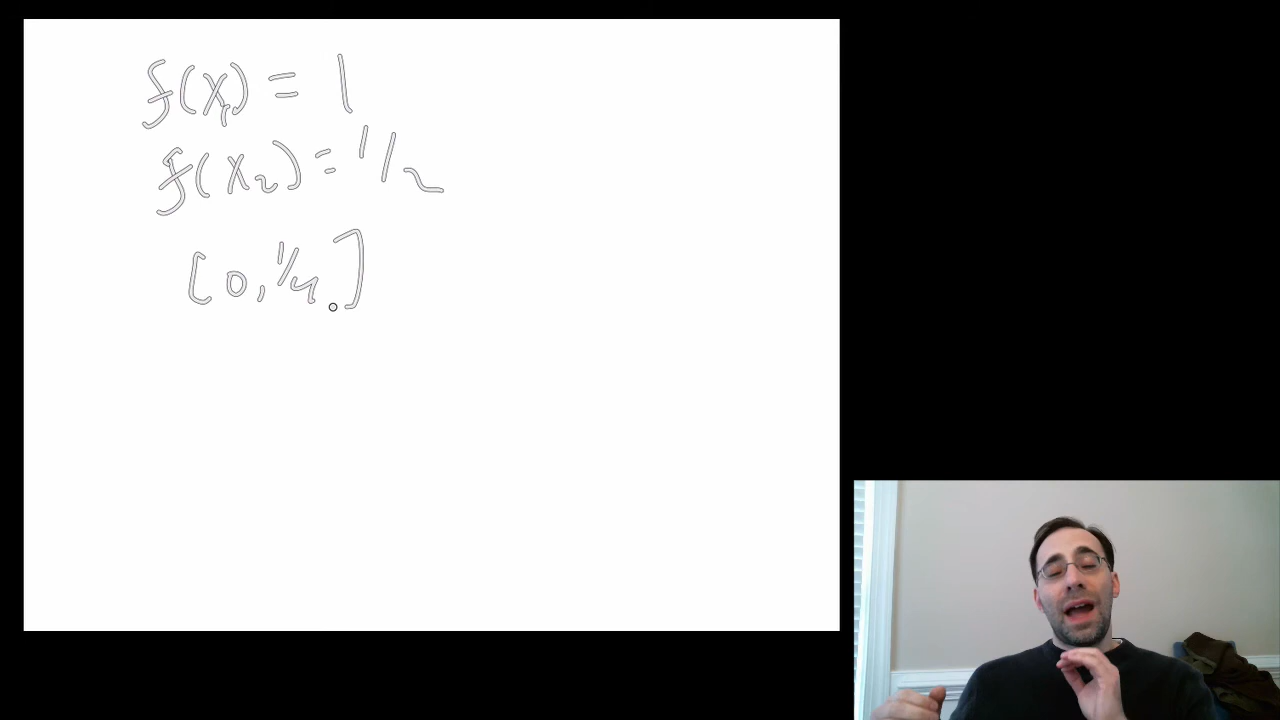 f(x₁) = 1
f(x₂) = 1/2
[0, 1/4]